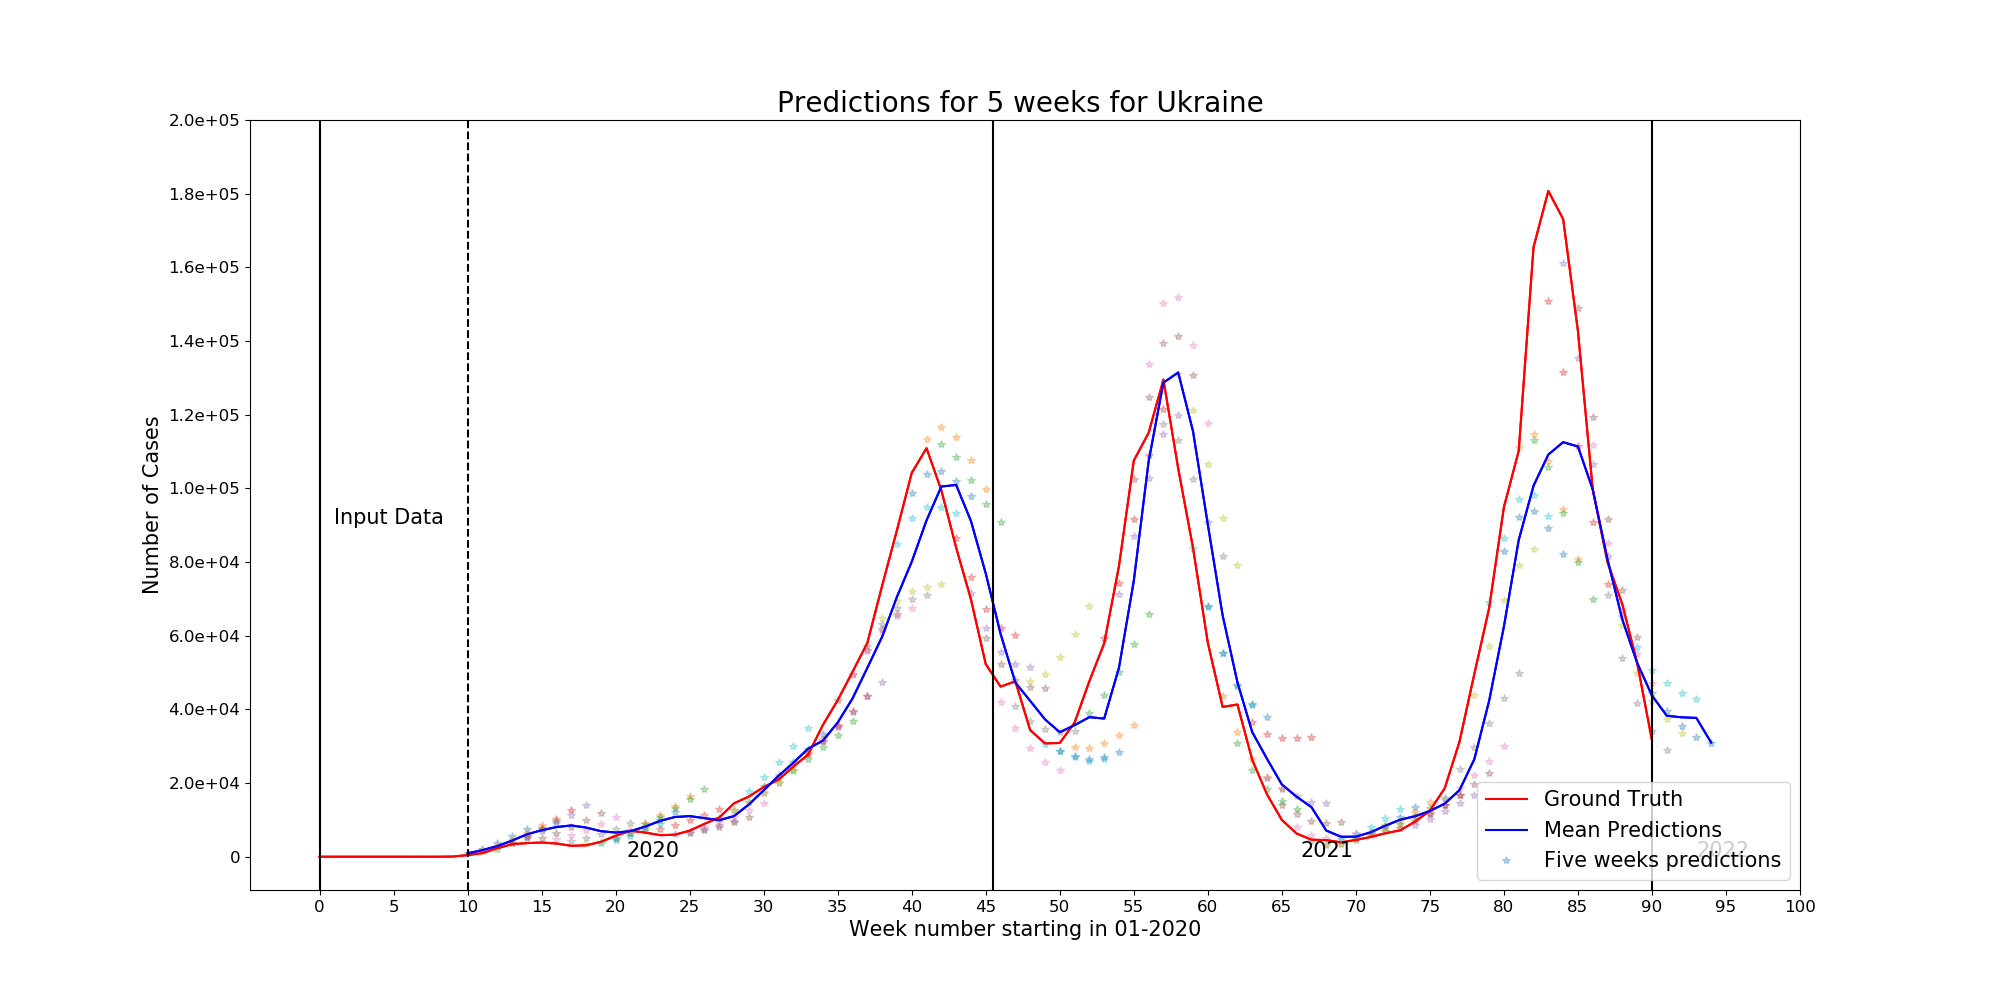 Predictions for 5 weeks for Ukraine
2.0e+05
1.8e+05
1.6e+05
1.4e+05
1.2e+05
1.0e+05
8.0e+04
6.0e+04
4.0e+04
2.0e+04
0
Number of Cases
Input Data
2020
2021
2022
Ground Truth
Mean Predictions
Five weeks predictions
0 5 10 15 20 25 30 35 40 45 50 55 60 65 70 75 80 85 90 95 100
Week number starting in 01-2020